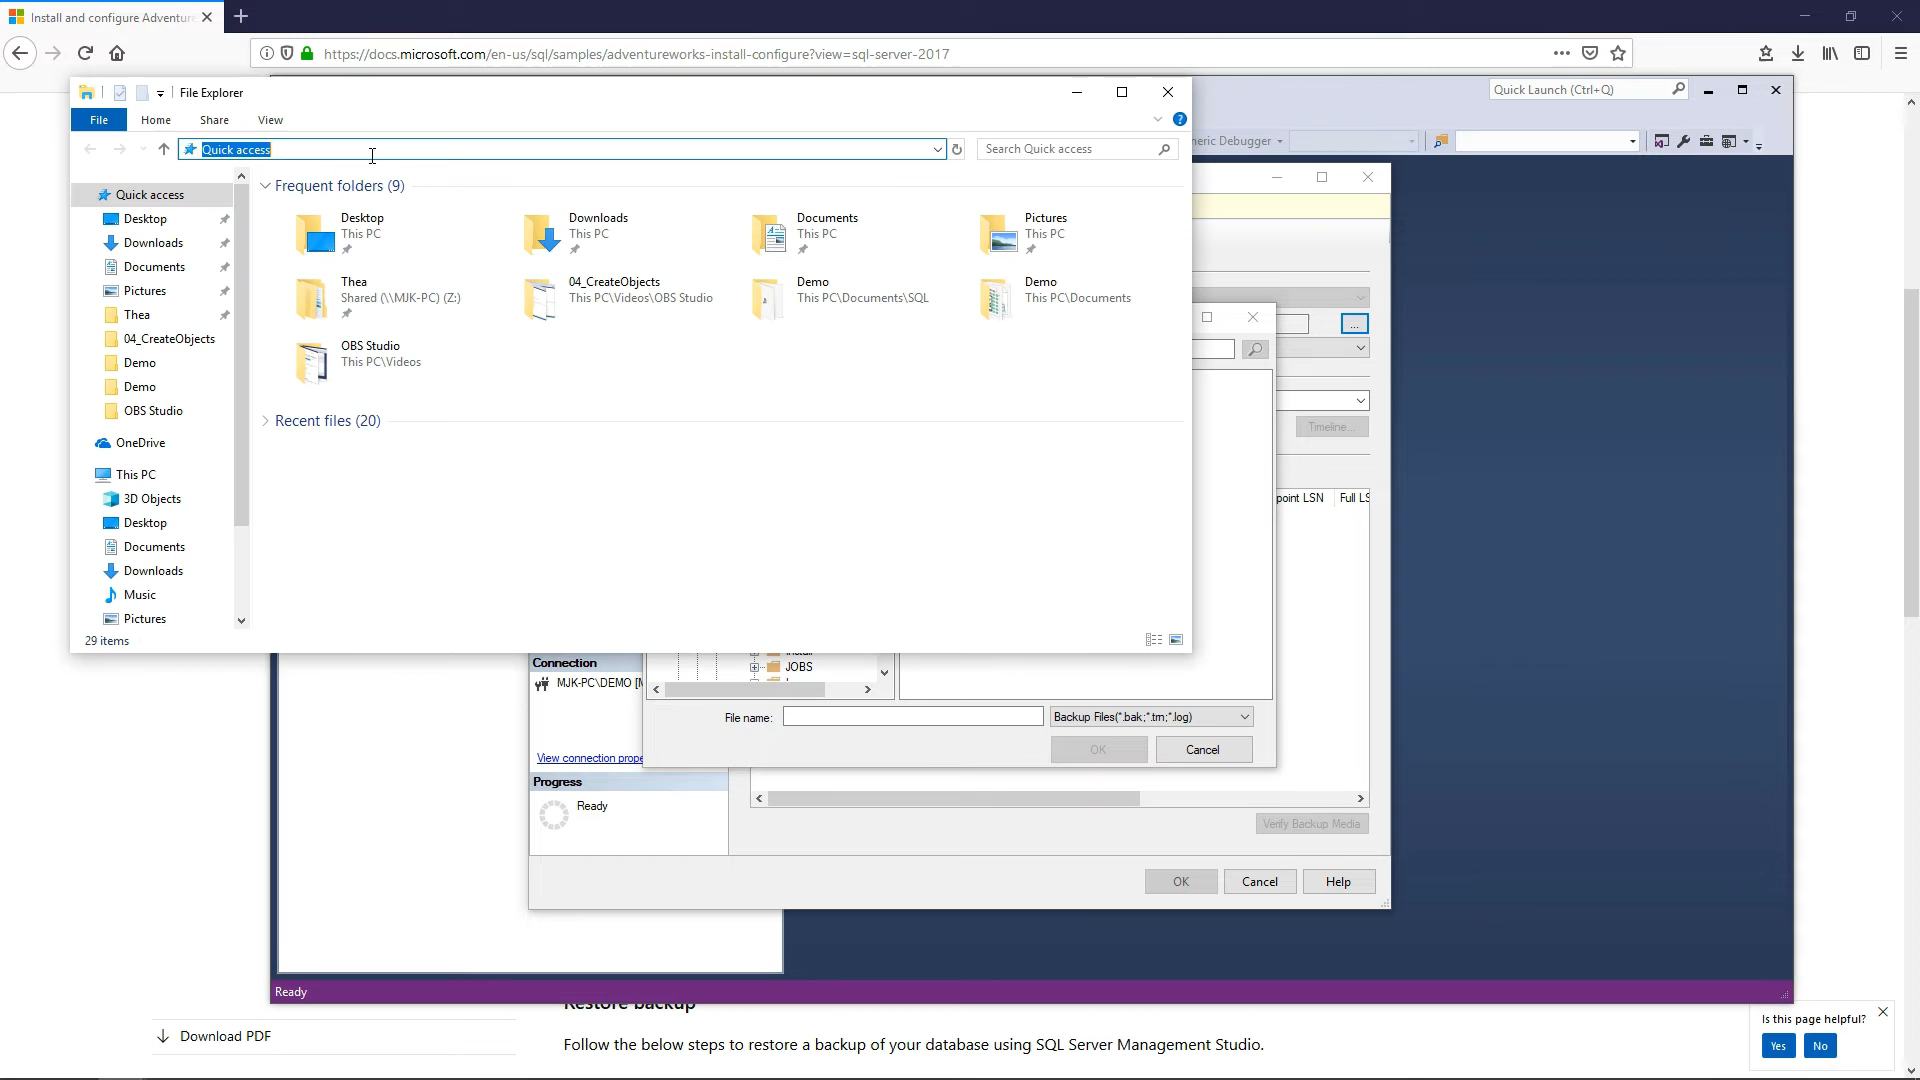 Install and configure Adventure
https://docs.microsoft.com/en-us/sql/samples/adventureworks-install-configure?view=sql-server-2017
File Explorer
File Home Share View
Quick access
Search Quick access
Quick access
Desktop
Downloads
Documents
Pictures
Thea
04_CreateObjects
Demo
Demo
OBS Studio
OneDrive
This PC
3D Objects
Desktop
Documents
Downloads
Music
Pictures
29 items
Frequent folders (9)
Desktop
This PC
Downloads
This PC
Documents
This PC
Pictures
This PC
Thea
Shared (\\MJK-PC) (Z:)
04_CreateObjects
This PC\Videos\OBS Studio
Demo
This PC\Documents\SQL
Demo
This PC\Documents
OBS Studio
This PC\Videos
Recent files (20)
Quick Launch (Ctrl+Q)
neric Debugger
...
Timeline...
point LSN Full LS
Connection
MJK-PC\DEMO [M
View connection prope
Progress
Ready
JOBS
File name:
Backup Files(*.bak;*.trn;*.log)
OK Cancel
Verify Backup Media
OK Cancel Help
Ready
Restore backup
Download PDF
Follow the below steps to restore a backup of your database using SQL Server Management Studio.
Is this page helpful?
Yes No